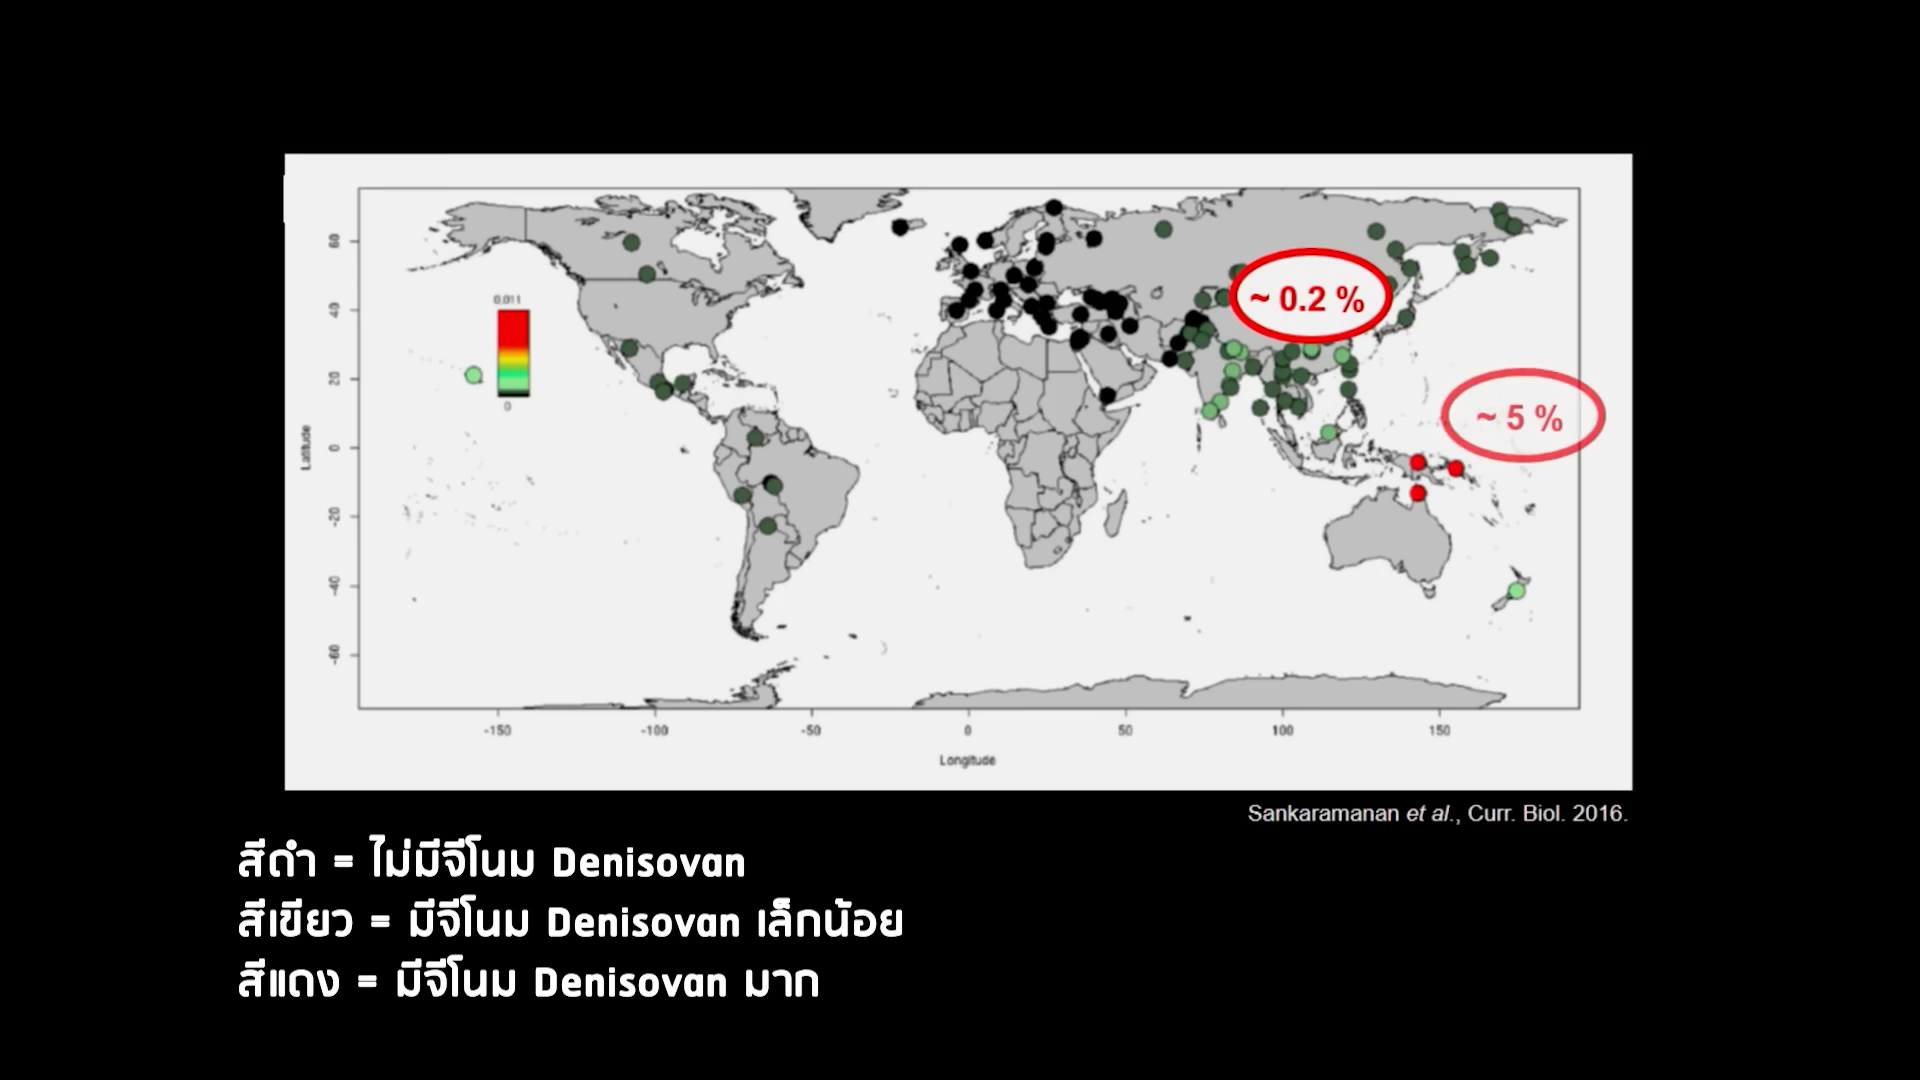 0.011
0
~ 0.2 %
~ 5 %
60
40
20
0
-20
-40
-60
Latitude
-150
-100
-50
0
50
100
150
Longitude
Sankaramanan et al., Curr. Biol. 2016.
สีดำ = ไม่มีจีโนม Denisovan
สีเขียว = มีจีโนม Denisovan เล็กน้อย
สีแดง = มีจีโนม Denisovan มาก